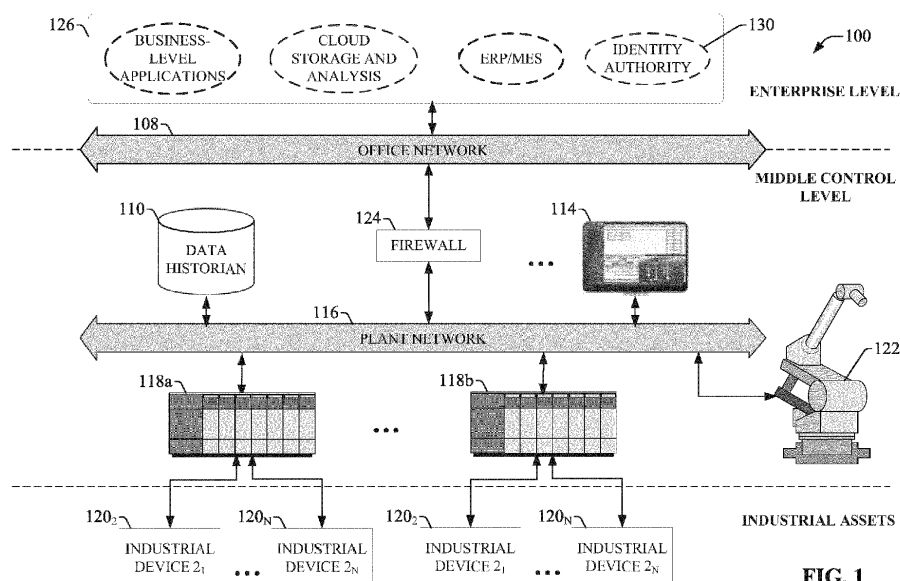 126
BUSINESS-
LEVEL
APPLICATIONS
CLOUD
STORAGE AND
ANALYSIS
ERP/MES
IDENTITY
AUTHORITY
130
100
ENTERPRISE LEVEL
108
OFFICE NETWORK
MIDDLE CONTROL
LEVEL
110
DATA
HISTORIAN
124
FIREWALL
...
114
116
PLANT NETWORK
122
118a
...
118b
INDUSTRIAL ASSETS
120₂
INDUSTRIAL
DEVICE 2₁
...
120N
INDUSTRIAL
DEVICE 2N
120₂
INDUSTRIAL
DEVICE 2₁
...
120N
INDUSTRIAL
DEVICE 2N
FIG. 1